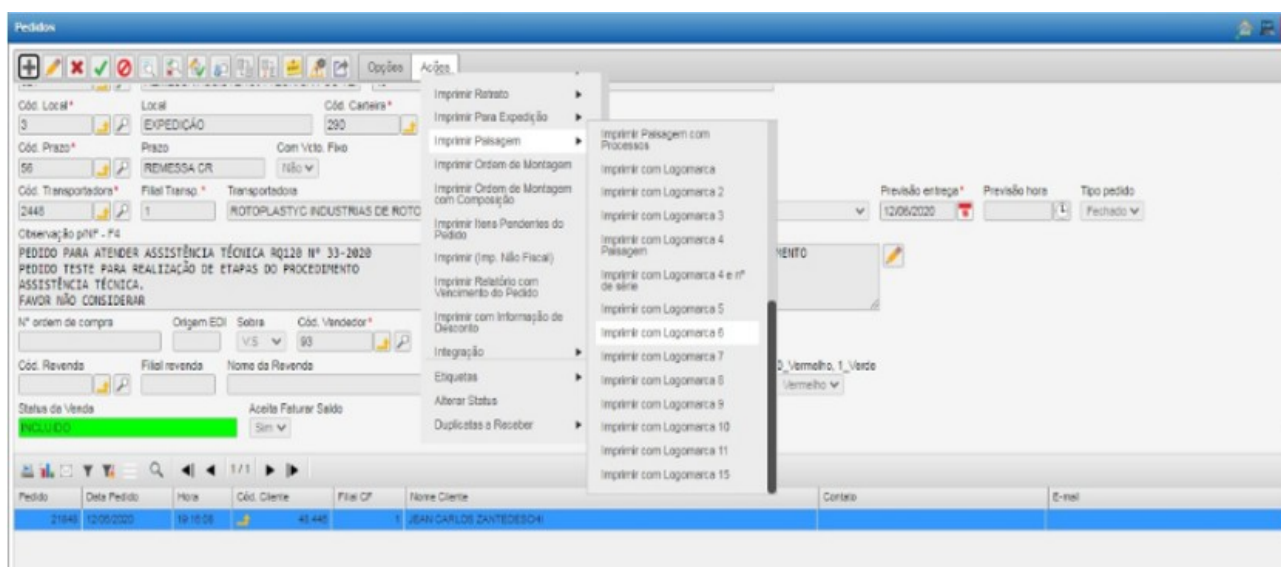 Pedidos
Opções Ações
Cód. Local* Local Cód. Carteira*
3 EXPEDIÇÃO 290
Cód. Prazo* Prazo Com Vcto. Fixo
56 REMESSA CR Não
Cód. Transportadora* Filial Transp.* Transportadora Previsão entrega* Previsão hora Tipo pedido
2448 1 ROTOPLASTYC INDUSTRIAS DE ROTO 12/05/2020 Fechado
Observação p/NF - F4
PEDIDO PARA ATENDER ASSISTÊNCIA TÉCNICA RQ120 Nº 33-2020
PEDIDO TESTE PARA REALIZAÇÃO DE ETAPAS DO PROCEDIMENTO
ASSISTÊNCIA TÉCNICA.
FAVOR NÃO CONSIDERAR
Nº ordem de compra Origem EDI Sobra Cód. Vendedor*
V.S 93
Cód. Revenda Filial revenda Nome da Revenda 0_Vermelho, 1_Verde
Vermelho
Status da Venda Aceita Faturar Saldo
INCLUIDO Sim
Imprimir Retrato
Imprimir Para Expedição
Imprimir Paisagem
Imprimir Ordem de Montagem
Imprimir Ordem de Montagem
com Composição
Imprimir Itens Pendentes do
Pedido
Imprimir (Imp. Não Fiscal)
Imprimir Relatório com
Vencimento do Pedido
Imprimir com Informação de
Desconto
Integração
Etiquetas
Alterar Status
Duplicatas a Receber
Imprimir Paisagem com
Processos
Imprimir com Logomarca
Imprimir com Logomarca 2
Imprimir com Logomarca 3
Imprimir com Logomarca 4
Paisagem
Imprimir com Logomarca 4 e nº
de série
Imprimir com Logomarca 5
Imprimir com Logomarca 6
Imprimir com Logomarca 7
Imprimir com Logomarca 8
Imprimir com Logomarca 9
Imprimir com Logomarca 10
Imprimir com Logomarca 11
Imprimir com Logomarca 15
1/1
Pedido Data Pedido Hora Cód. Cliente Filial CF Nome Cliente Contato E-mail
12/05/2020 48.448 1 JEAN CARLOS ZANTEDESCHI